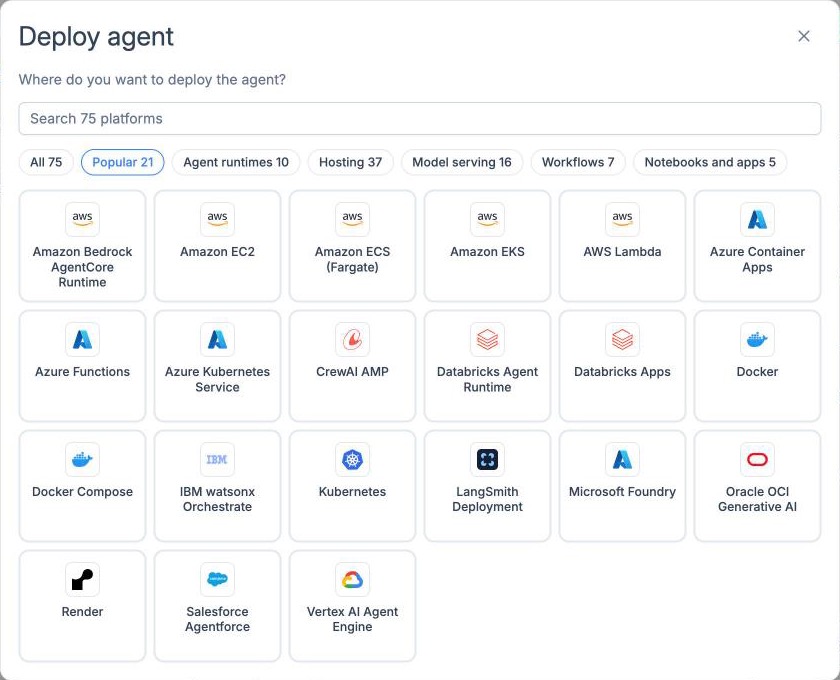 Deploy agent
Where do you want to deploy the agent?
Search 75 platforms
All 75
Popular 21
Agent runtimes 10
Hosting 37
Model serving 16
Workflows 7
Notebooks and apps 5
aws
Amazon Bedrock
AgentCore
Runtime
aws
Amazon EC2
aws
Amazon ECS
(Fargate)
aws
Amazon EKS
aws
AWS Lambda
Azure Container
Apps
Azure Functions
Azure Kubernetes
Service
CrewAI AMP
Databricks Agent
Runtime
Databricks Apps
Docker
Docker Compose
IBM
IBM watsonx
Orchestrate
Kubernetes
LangSmith
Deployment
Microsoft Foundry
Oracle OCI
Generative AI
Render
Salesforce
Agentforce
Vertex AI Agent
Engine